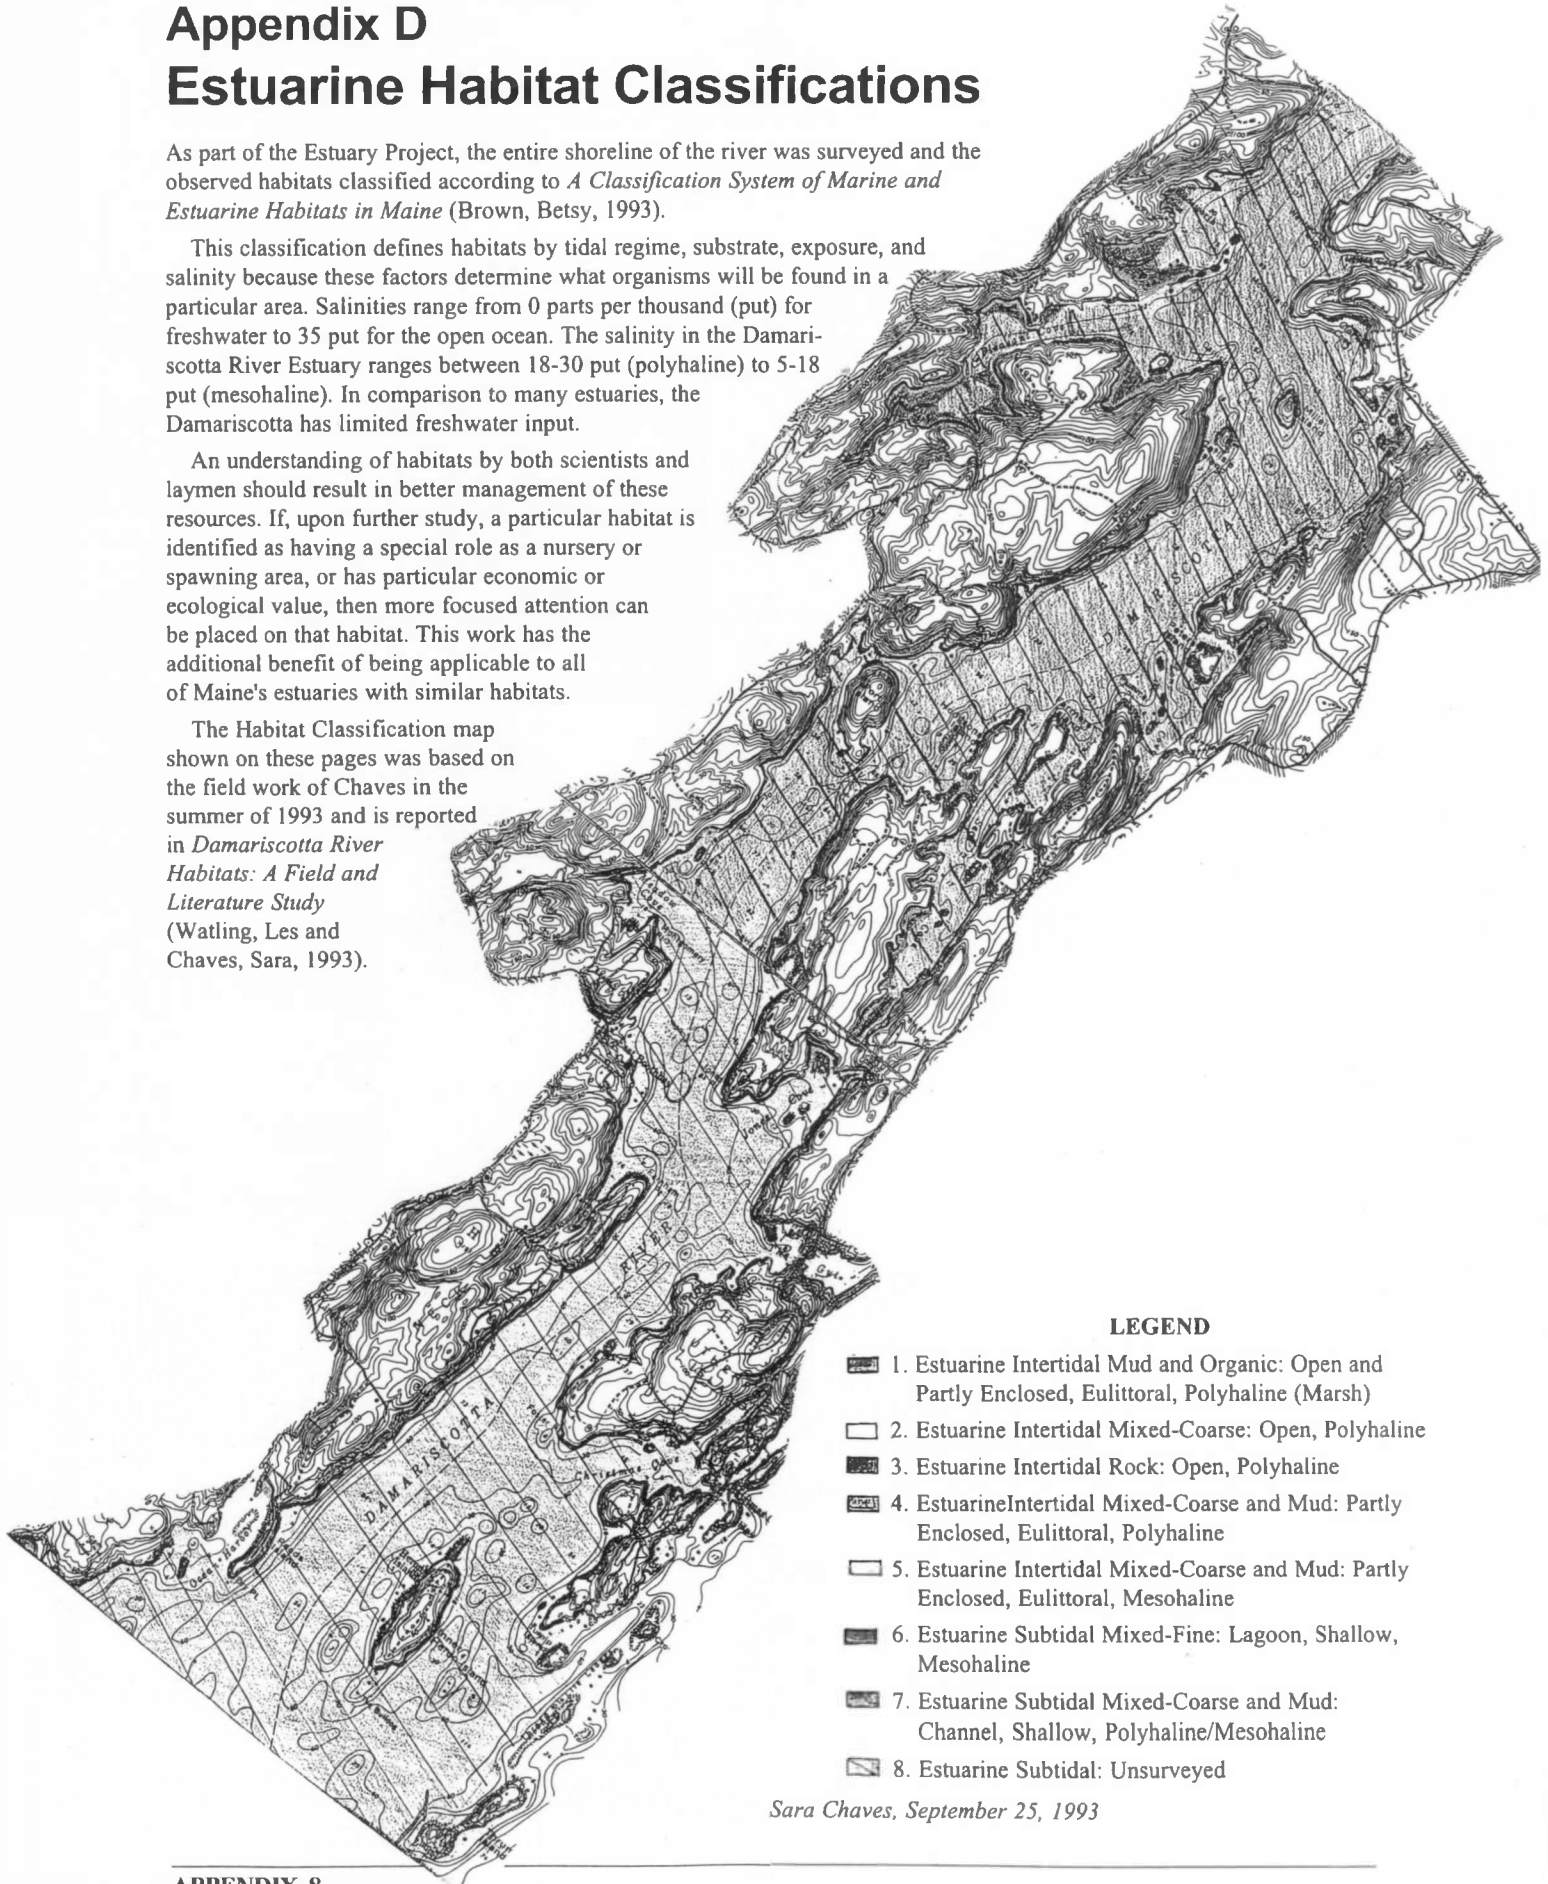 Appendix D
Estuarine Habitat Classifications
As part of the Estuary Project, the entire shoreline of the river was surveyed and the
observed habitats classified according to A Classification System of Marine and
Estuarine Habitats in Maine (Brown, Betsy, 1993).
This classification defines habitats by tidal regime, substrate, exposure, and
salinity because these factors determine what organisms will be found in a
particular area. Salinities range from 0 parts per thousand (put) for
freshwater to 35 put for the open ocean. The salinity in the Damari-
scotta River Estuary ranges between 18-30 put (polyhaline) to 5-18
put (mesohaline). In comparison to many estuaries, the
Damariscotta has limited freshwater input.
An understanding of habitats by both scientists and
laymen should result in better management of these
resources. If, upon further study, a particular habitat is
identified as having a special role as a nursery or
spawning area, or has particular economic or
ecological value, then more focused attention can
be placed on that habitat. This work has the
additional benefit of being applicable to all
of Maine's estuaries with similar habitats.
The Habitat Classification map
shown on these pages was based on
the field work of Chaves in the
summer of 1993 and is reported
in Damariscotta River
Habitats: A Field and
Literature Study
(Watling, Les and
Chaves, Sara, 1993).
DAMARISCOTTA
Meadow
Cove
Jones Cove
RIVER
DAMARISCOTTA
Christmas Cove
Harbor
LEGEND
1. Estuarine Intertidal Mud and Organic: Open and
Partly Enclosed, Eulittoral, Polyhaline (Marsh)
2. Estuarine Intertidal Mixed-Coarse: Open, Polyhaline
3. Estuarine Intertidal Rock: Open, Polyhaline
4. EstuarineIntertidal Mixed-Coarse and Mud: Partly
Enclosed, Eulittoral, Polyhaline
5. Estuarine Intertidal Mixed-Coarse and Mud: Partly
Enclosed, Eulittoral, Mesohaline
6. Estuarine Subtidal Mixed-Fine: Lagoon, Shallow,
Mesohaline
7. Estuarine Subtidal Mixed-Coarse and Mud:
Channel, Shallow, Polyhaline/Mesohaline
8. Estuarine Subtidal: Unsurveyed
Sara Chaves, September 25, 1993
APPENDIX 8